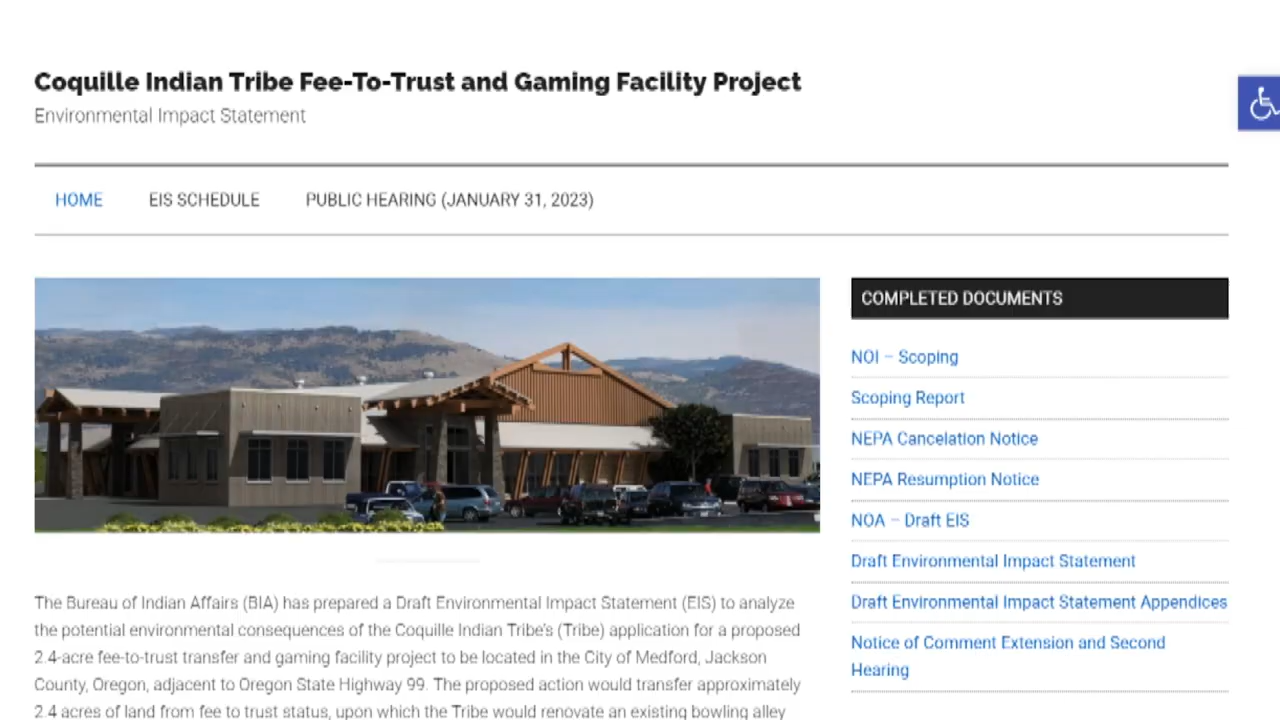 Coquille Indian Tribe Fee-To-Trust and Gaming Facility Project
Environmental Impact Statement
HOME EIS SCHEDULE PUBLIC HEARING (JANUARY 31, 2023)
COMPLETED DOCUMENTS
NOI – Scoping
Scoping Report
NEPA Cancelation Notice
NEPA Resumption Notice
NOA – Draft EIS
Draft Environmental Impact Statement
Draft Environmental Impact Statement Appendices
Notice of Comment Extension and Second
Hearing
The Bureau of Indian Affairs (BIA) has prepared a Draft Environmental Impact Statement (EIS) to analyze
the potential environmental consequences of the Coquille Indian Tribe's (Tribe) application for a proposed
2.4-acre fee-to-trust transfer and gaming facility project to be located in the City of Medford, Jackson
County, Oregon, adjacent to Oregon State Highway 99. The proposed action would transfer approximately
2.4 acres of land from fee to trust status, upon which the Tribe would renovate an existing bowling alley